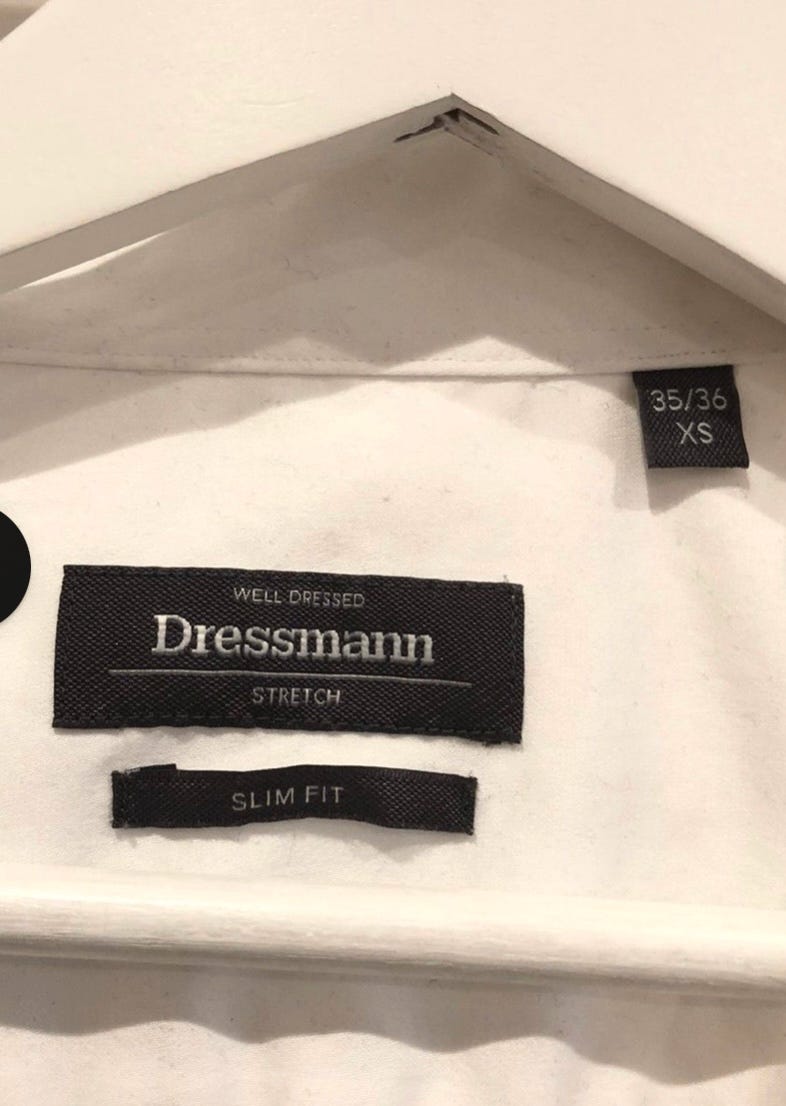 35/36
XS
WELL DRESSED
Dressmann
STRETCH
SLIM FIT